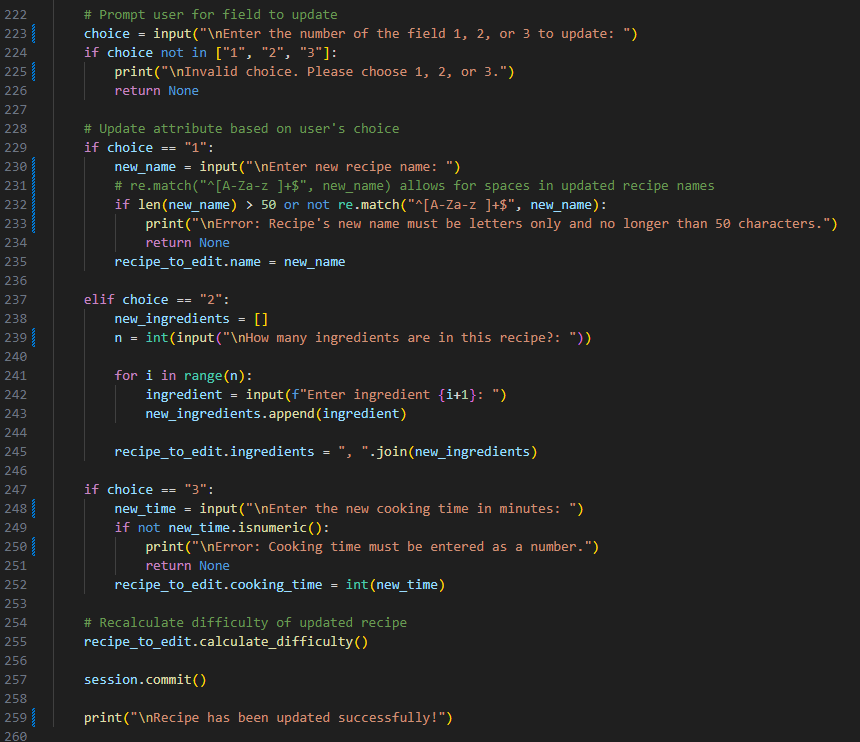 222 # Prompt user for field to update
223 choice = input("\nEnter the number of the field 1, 2, or 3 to update: ")
224 if choice not in ["1", "2", "3"]:
225 print("\nInvalid choice. Please choose 1, 2, or 3.")
226 return None
227
228 # Update attribute based on user's choice
229 if choice == "1":
230 new_name = input("\nEnter new recipe name: ")
231 # re.match("^[A-Za-z ]+$", new_name) allows for spaces in updated recipe names
232 if len(new_name) > 50 or not re.match("^[A-Za-z ]+$", new_name):
233 print("\nError: Recipe's new name must be letters only and no longer than 50 characters.")
234 return None
235 recipe_to_edit.name = new_name
236
237 elif choice == "2":
238 new_ingredients = []
239 n = int(input("\nHow many ingredients are in this recipe?: "))
240
241 for i in range(n):
242 ingredient = input(f"Enter ingredient {i+1}: ")
243 new_ingredients.append(ingredient)
244
245 recipe_to_edit.ingredients = ", ".join(new_ingredients)
246
247 if choice == "3":
248 new_time = input("\nEnter the new cooking time in minutes: ")
249 if not new_time.isnumeric():
250 print("\nError: Cooking time must be entered as a number.")
251 return None
252 recipe_to_edit.cooking_time = int(new_time)
253
254 # Recalculate difficulty of updated recipe
255 recipe_to_edit.calculate_difficulty()
256
257 session.commit()
258
259 print("\nRecipe has been updated successfully!")
260